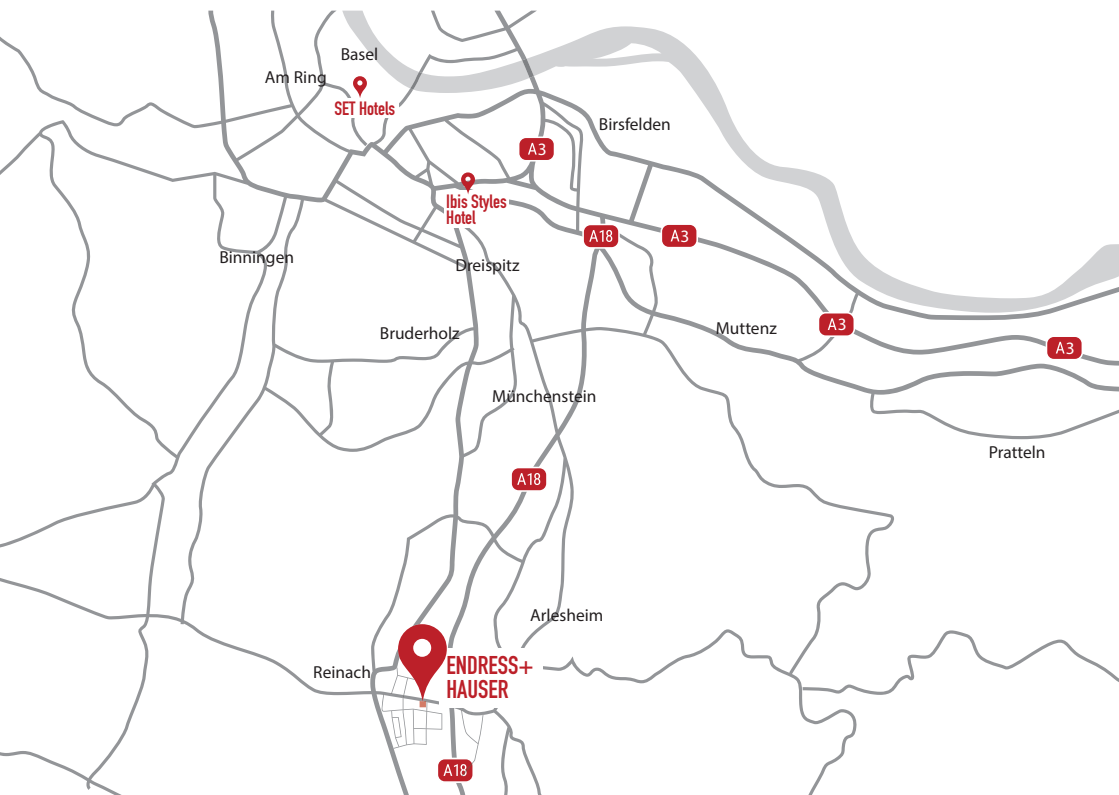 Basel
Am Ring
SET Hotels
Birsfelden
A3
Ibis Styles
Hotel
A18
A3
Binningen
Dreispitz
A3
Muttenz
Bruderholz
A3
Münchenstein
Pratteln
A18
Arlesheim
Reinach
ENDRESS+
HAUSER
A18